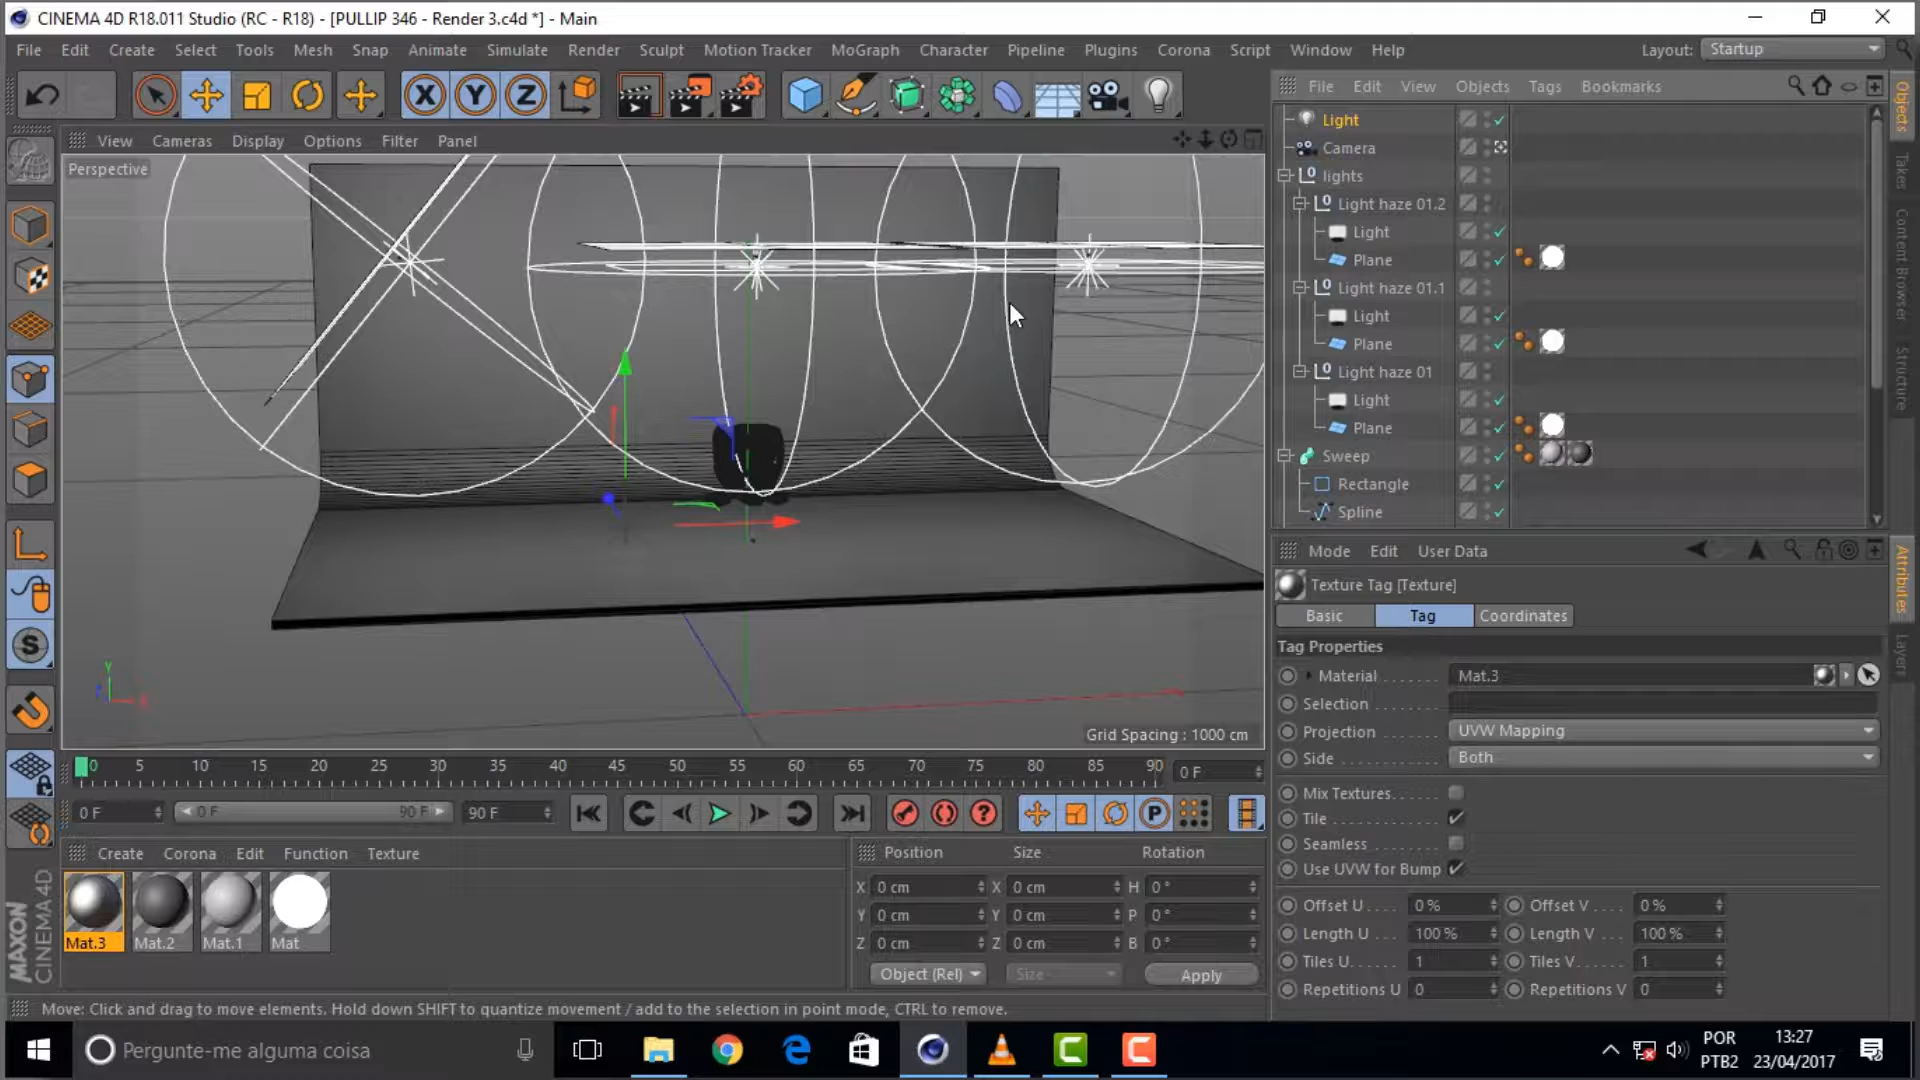 CINEMA 4D R18.011 Studio (RC - R18) - [PULLIP 346 - Render 3.c4d *] - Main
File Edit Create Select Tools Mesh Snap Animate Simulate Render Sculpt Motion Tracker MoGraph Character Pipeline Plugins Corona Script Window Help Layout: Startup
File Edit View Objects Tags Bookmarks
View Cameras Display Options Filter Panel
Perspective
Light
Camera
lights
Light haze 01.2
Light
Plane
Light haze 01.1
Light
Plane
Light haze 01
Light
Plane
Sweep
Rectangle
Spline
Objects
Takes
Content Browser
Structure
Mode Edit User Data
Texture Tag [Texture]
Basic Tag Coordinates
Tag Properties
Material Mat.3
Selection
Projection UVW Mapping
Side Both
Mix Textures
Tile
Seamless
Use UVW for Bump
Offset U 0 % Offset V 0 %
Length U 100 % Length V 100 %
Tiles U 1 Tiles V 1
Repetitions U 0 Repetitions V 0
Attributes
Layers
Grid Spacing : 1000 cm
0 5 10 15 20 25 30 35 40 45 50 55 60 65 70 75 80 85 90 0 F
0 F 0 F 90 F 90 F
Create Corona Edit Function Texture
Mat.3 Mat.2 Mat.1 Mat
Position Size Rotation
X 0 cm X 0 cm H 0 °
Y 0 cm Y 0 cm P 0 °
Z 0 cm Z 0 cm B 0 °
Object (Rel) Size Apply
MAXON CINEMA 4D
Move: Click and drag to move elements. Hold down SHIFT to quantize movement / add to the selection in point mode, CTRL to remove.
Pergunte-me alguma coisa
POR 13:27
PTB2 23/04/2017